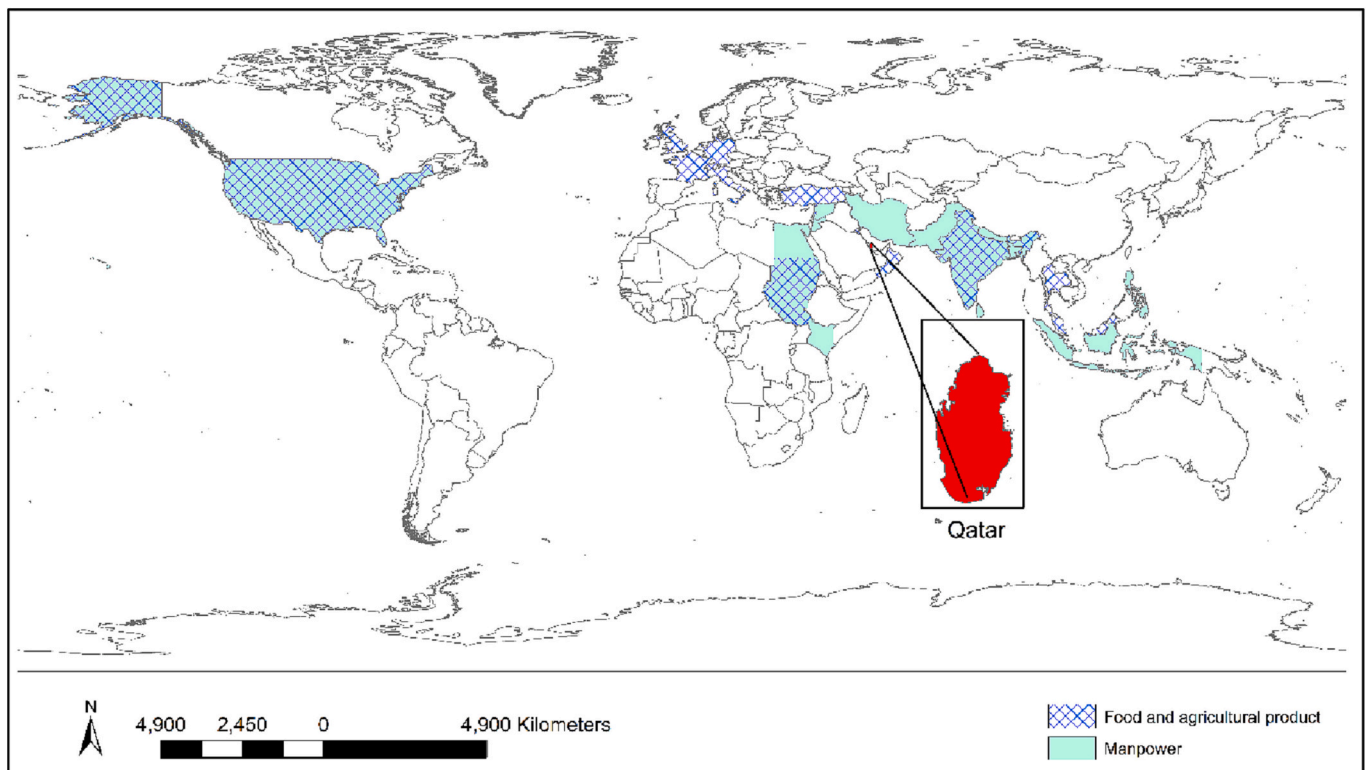 Qatar
N
4,900 2,450 0 4,900 Kilometers
Food and agricultural product
Manpower